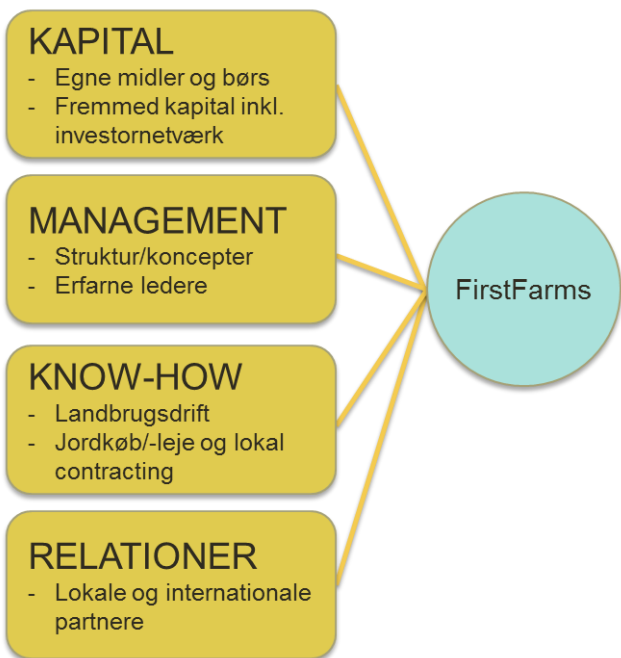 KAPITAL
- Egne midler og børs
- Fremmed kapital inkl.
investornetværk
MANAGEMENT
- Struktur/koncepter
- Erfarne ledere
KNOW-HOW
- Landbrugsdrift
- Jordkøb/-leje og lokal
contracting
RELATIONER
- Lokale og internationale
partnere
FirstFarms